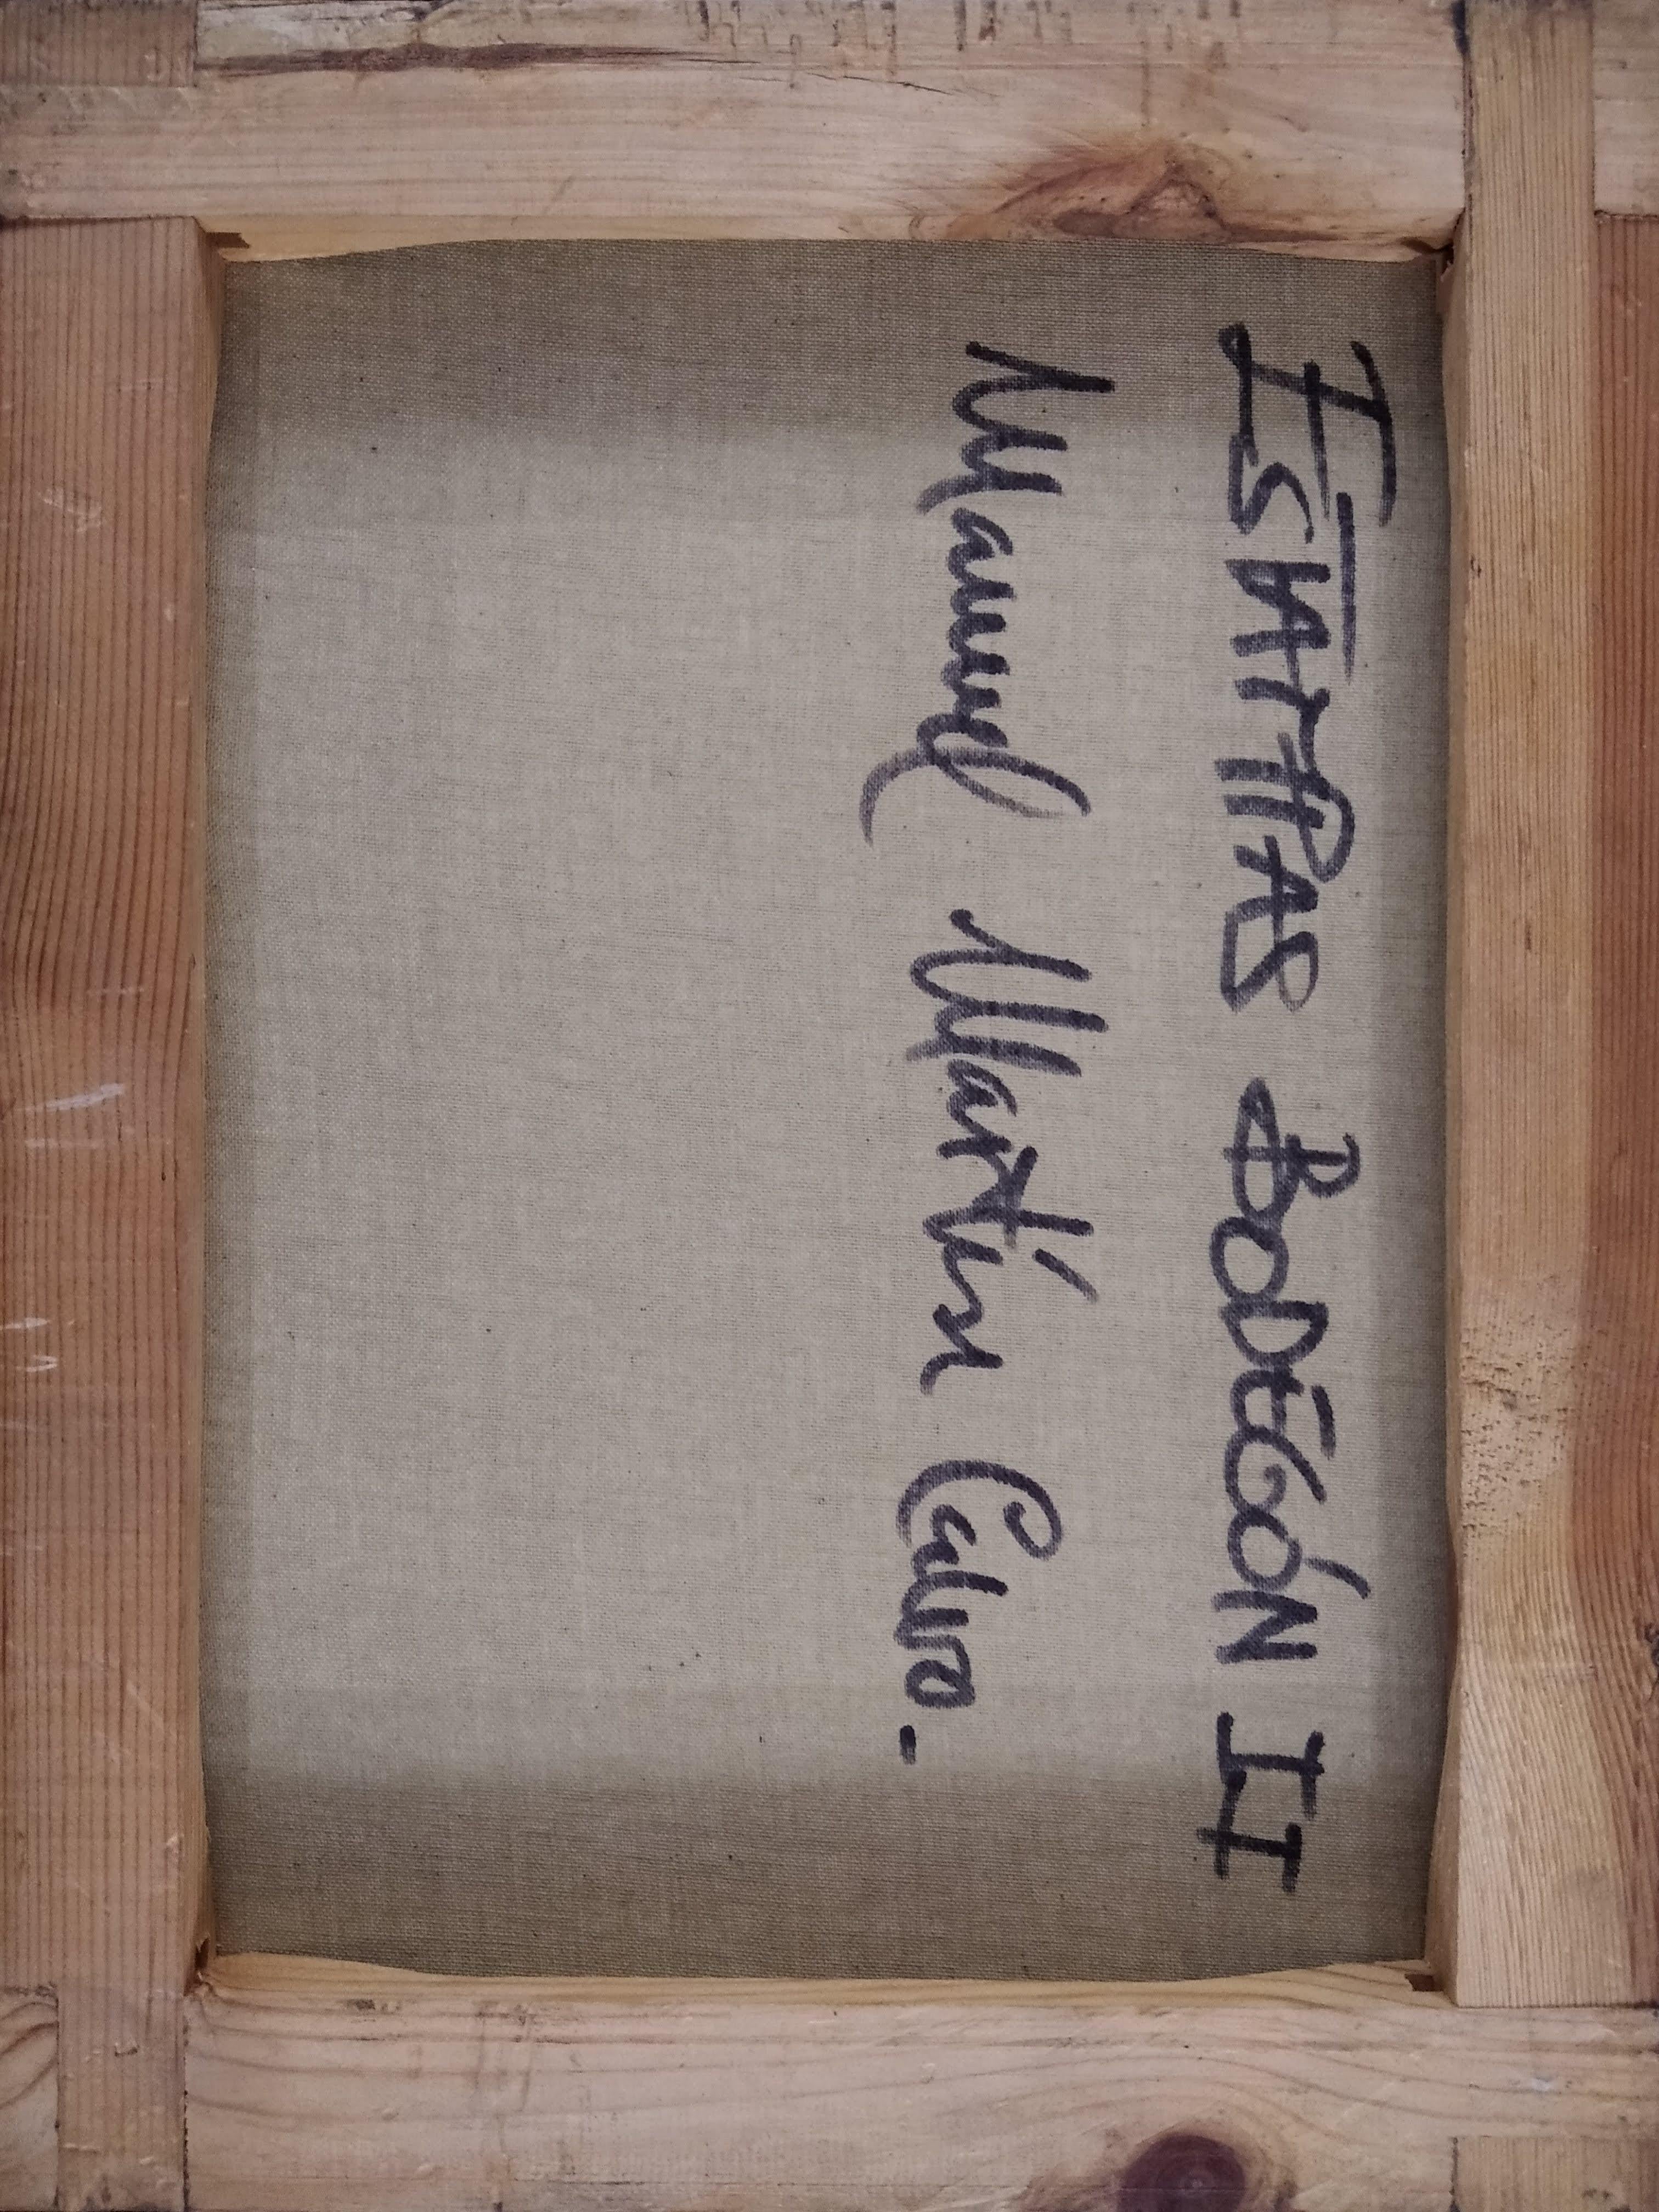 ESTAMPAS BODEGÓN II
Manuel Martín Calvo.-